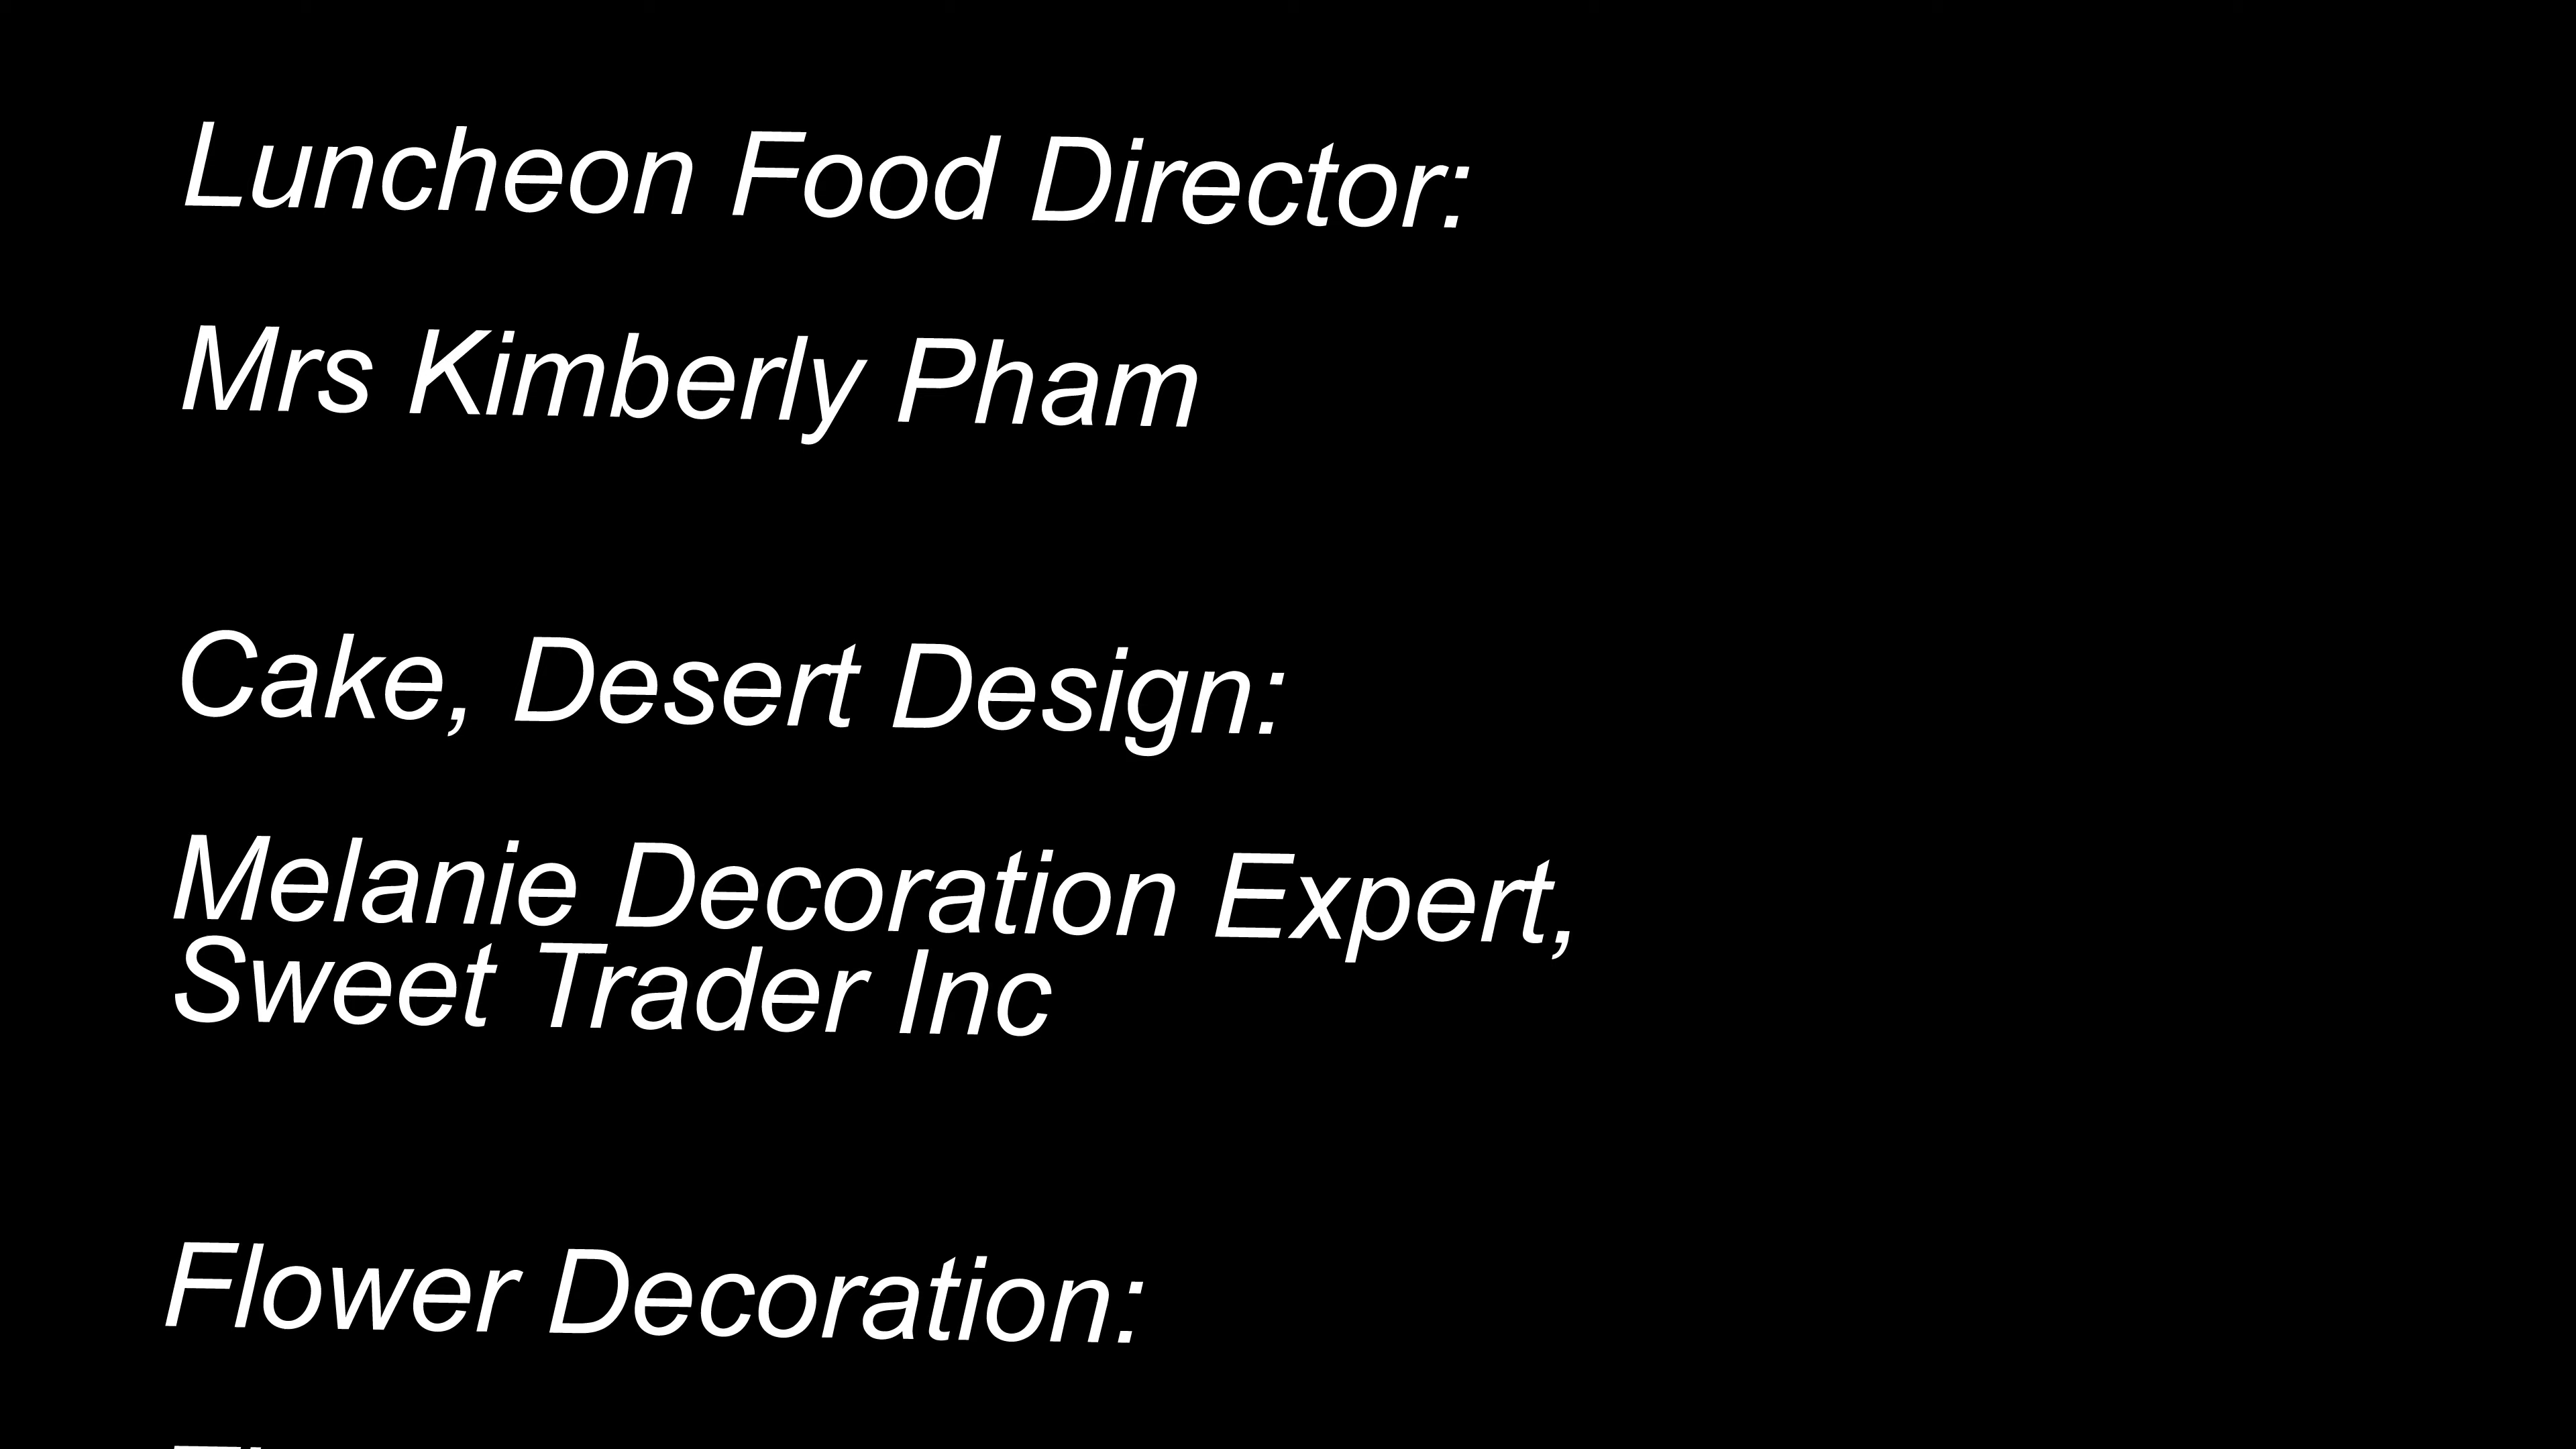 Luncheon Food Director:
Mrs Kimberly Pham
Cake, Desert Design:
Melanie Decoration Expert,
Sweet Trader Inc
Flower Decoration: